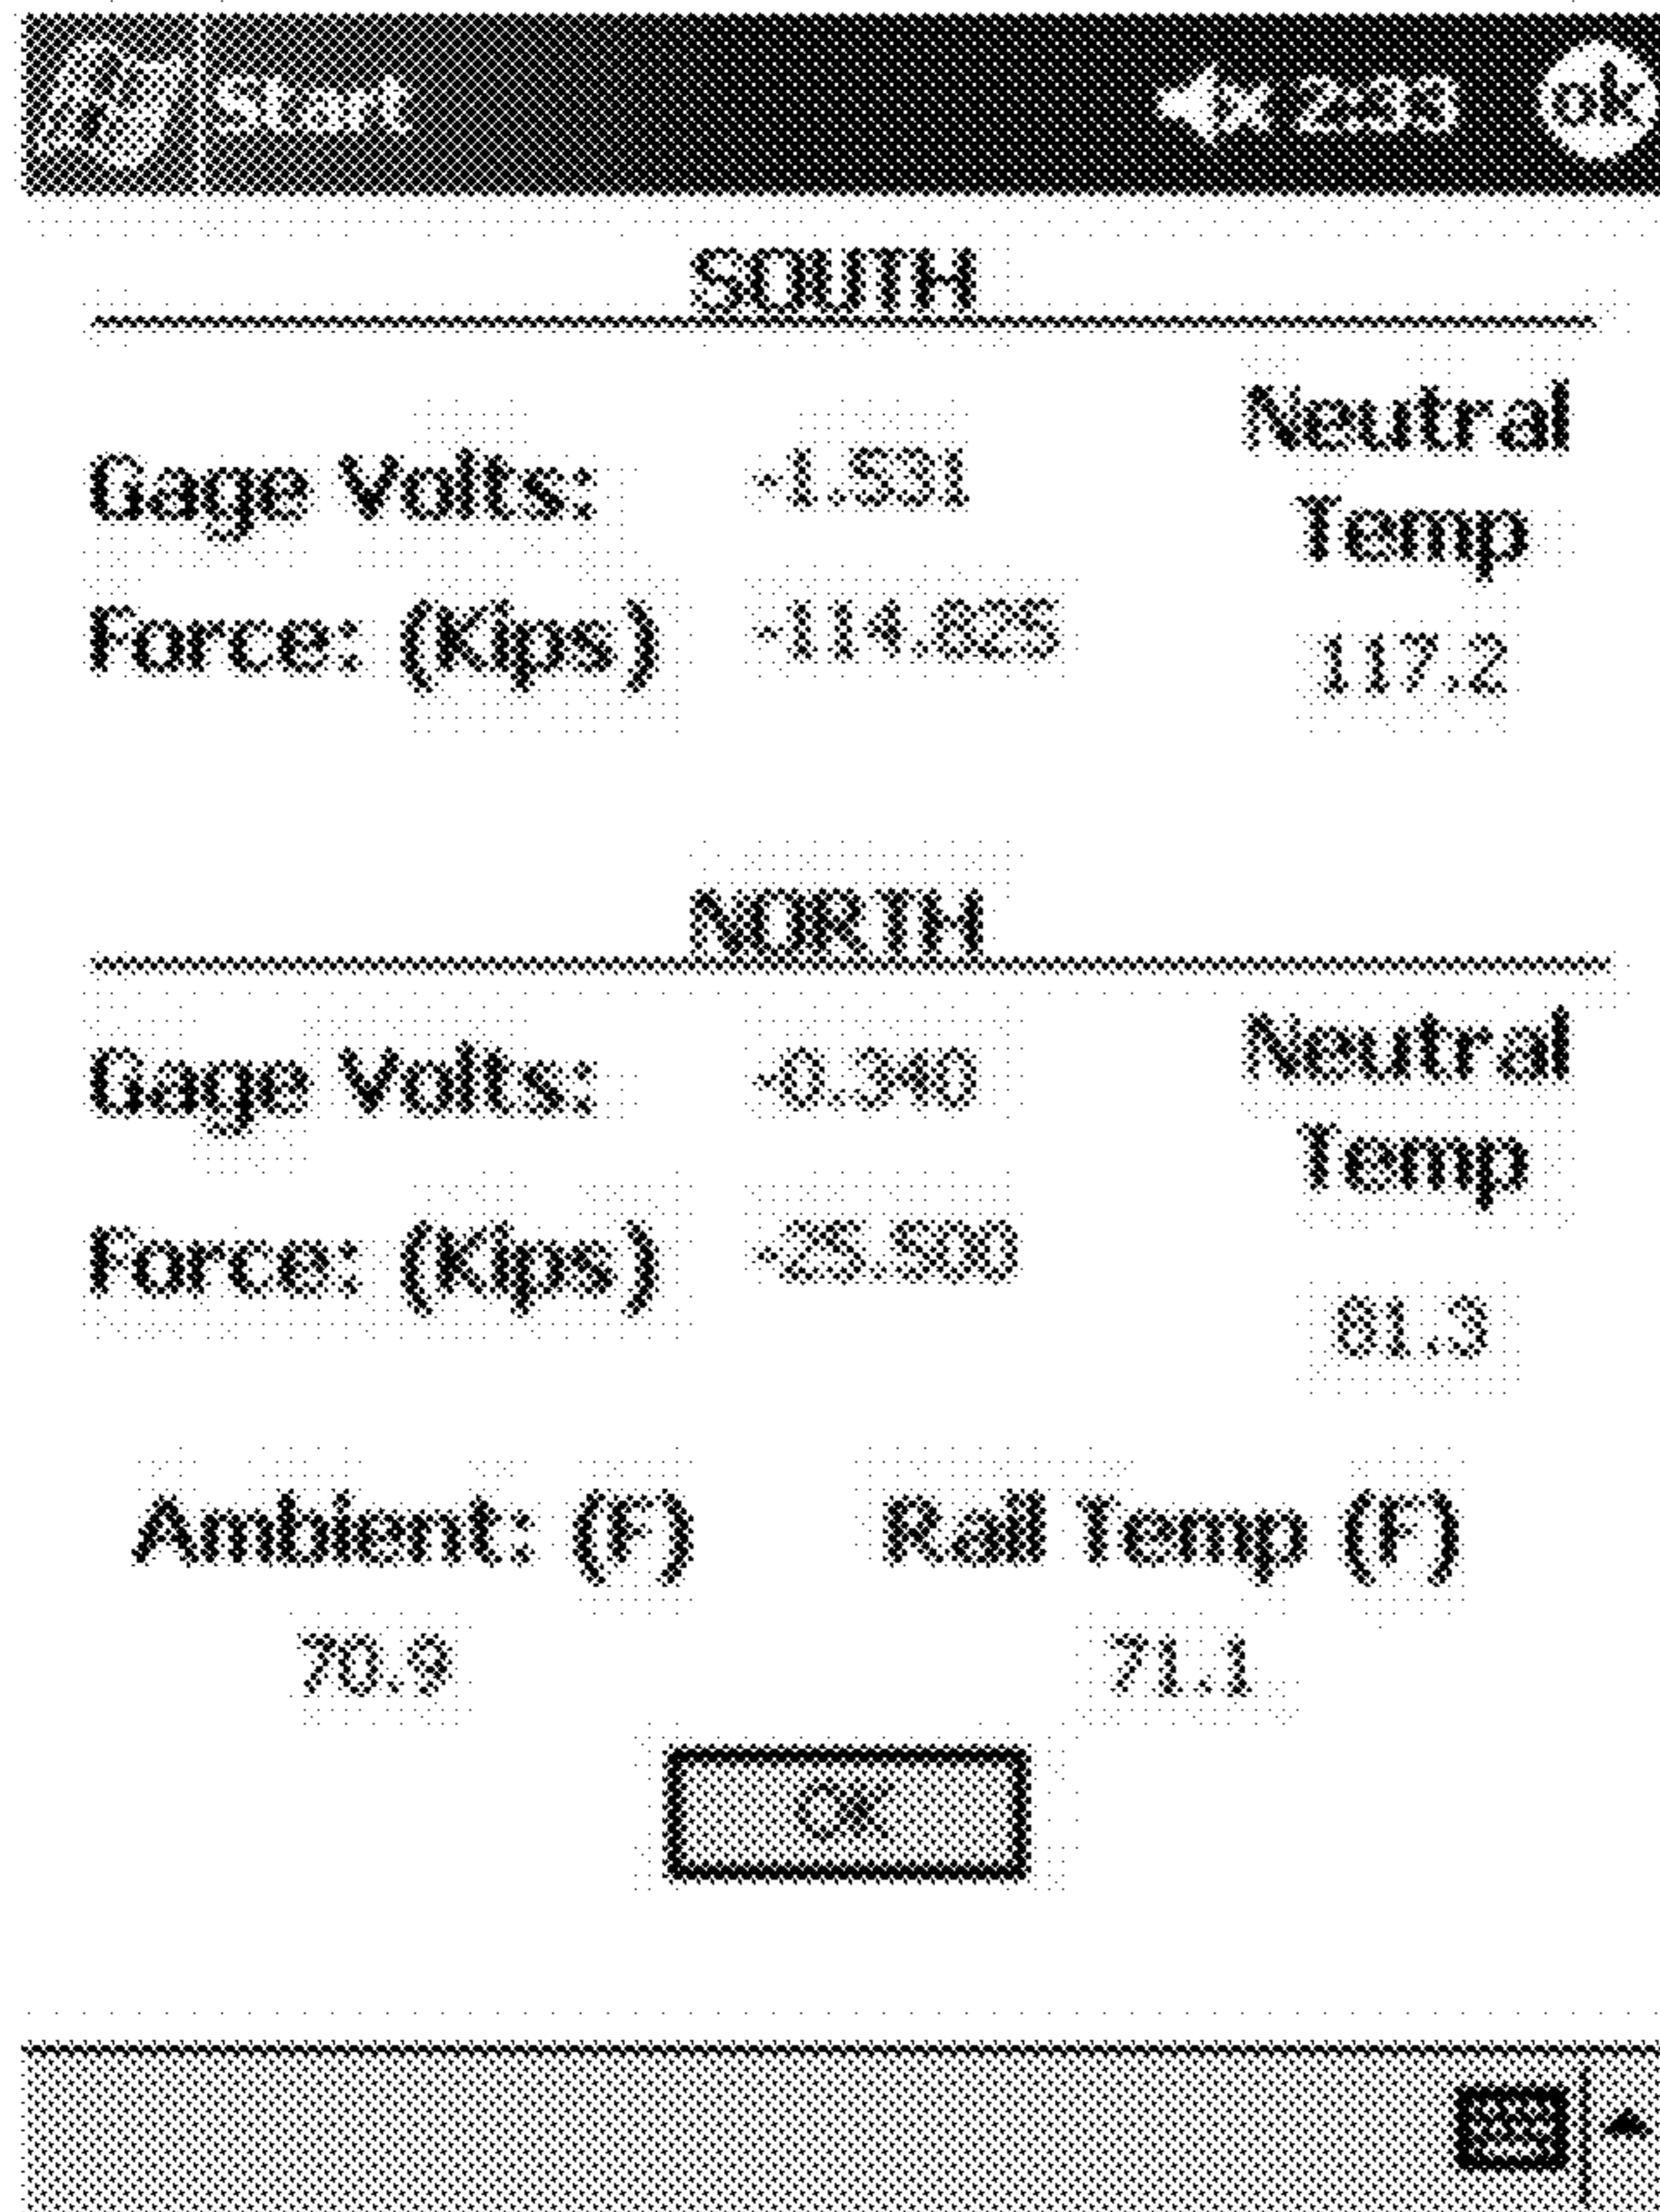 Start 2:33 ok
SOUTH
Gage Volts: -1.531
Neutral
Temp
Force: (Kips) -114.825
117.2
NORTH
Gage Volts: -0.340
Neutral
Temp
Force: (Kips) -25.500
81.3
Ambient: (F) Rail Temp (F)
70.9 71.1
OK